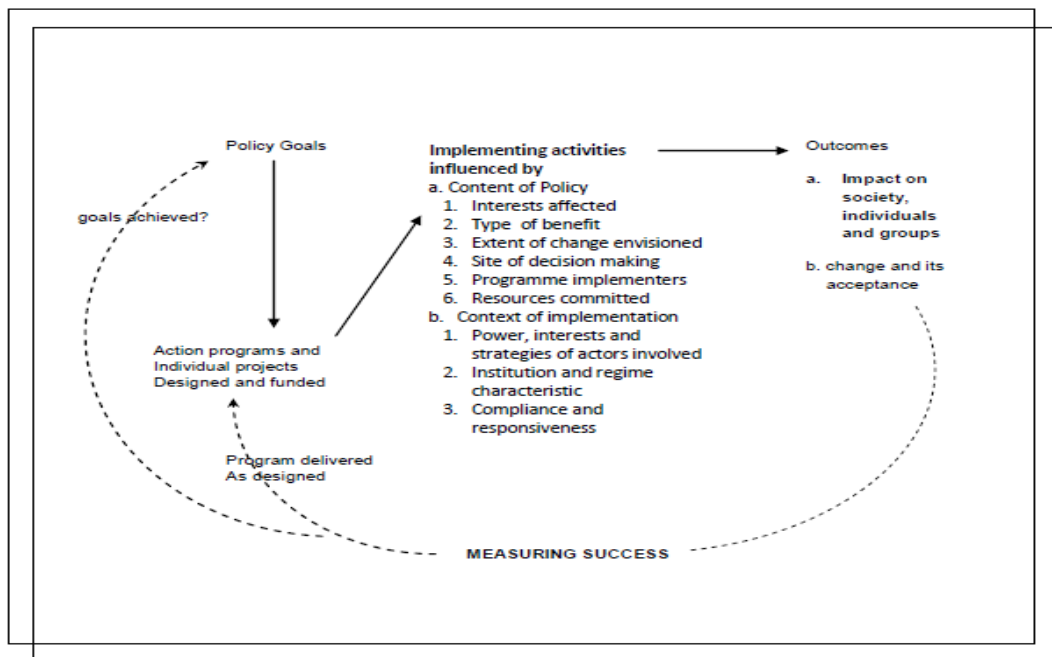 Policy Goals
goals achieved?
Action programs and
Individual projects
Designed and funded
Program delivered
As designed
Implementing activities
influenced by
a. Content of Policy
1. Interests affected
2. Type of benefit
3. Extent of change envisioned
4. Site of decision making
5. Programme implementers
6. Resources committed
b. Context of implementation
1. Power, interests and
strategies of actors involved
2. Institution and regime
characteristic
3. Compliance and
responsiveness
Outcomes
a. Impact on
society,
individuals
and groups
b. change and its
acceptance
MEASURING SUCCESS